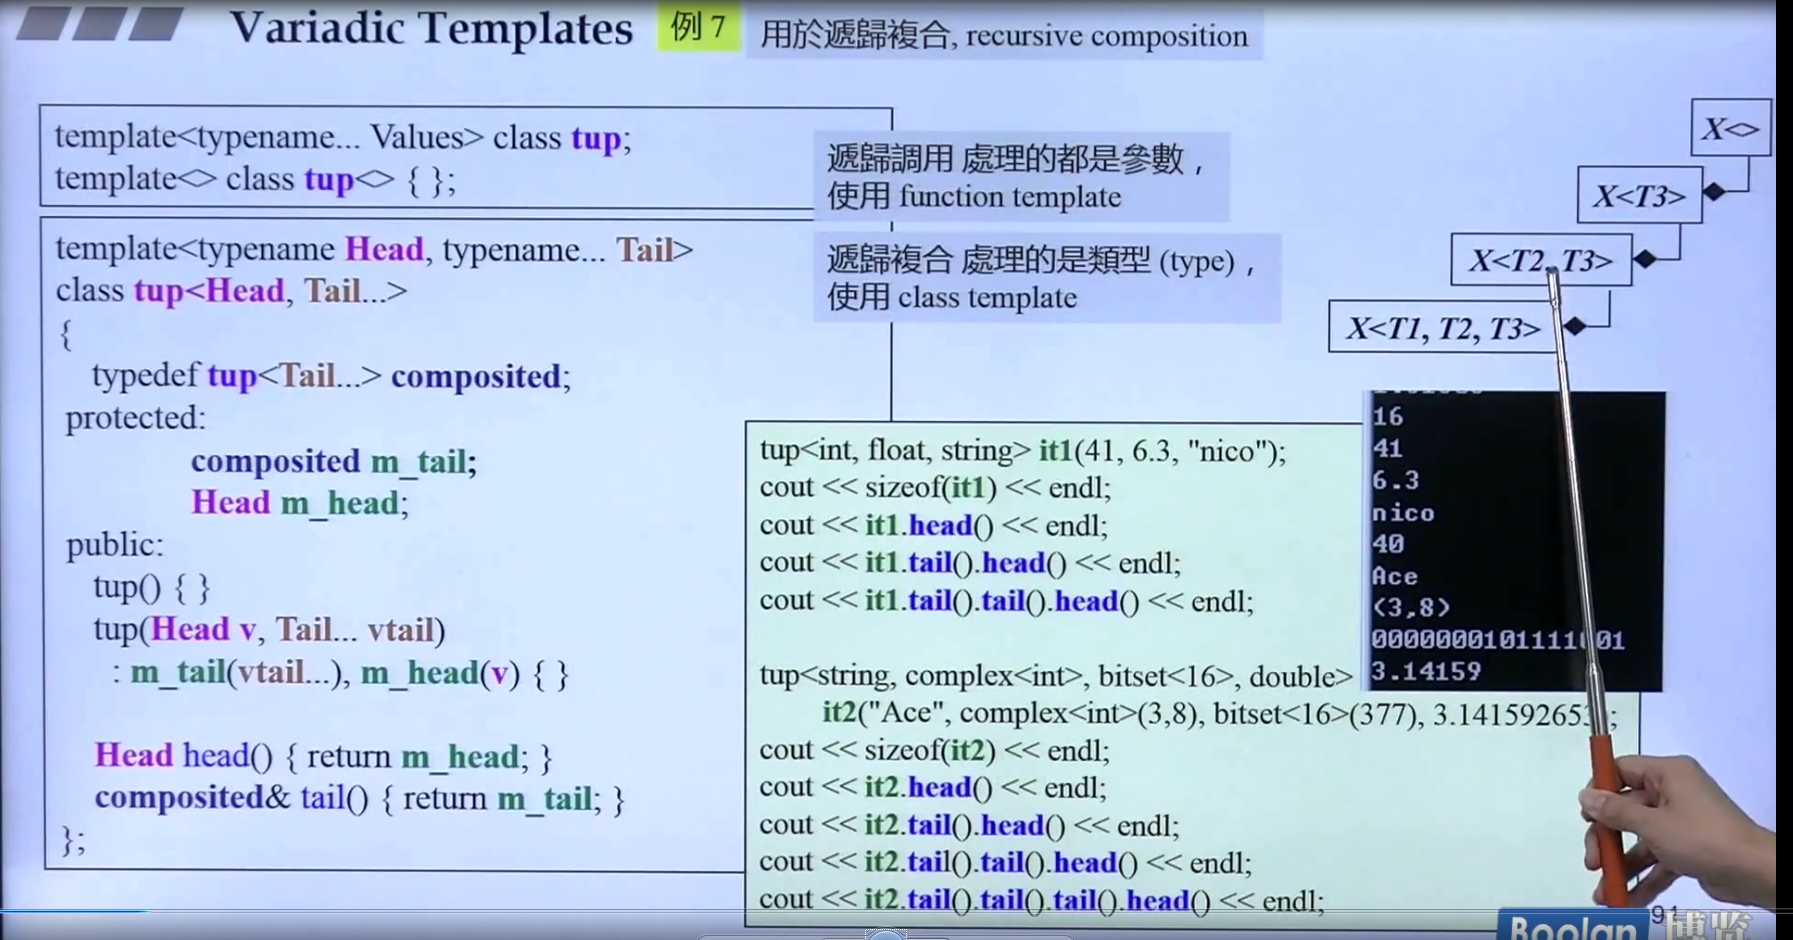 Variadic Templates 例 7 用於遞歸複合, recursive composition
template<typename... Values> class tup;
template<> class tup<> { };
template<typename Head, typename... Tail>
class tup<Head, Tail...>
{
typedef tup<Tail...> composited;
protected:
composited m_tail;
Head m_head;
public:
tup() { }
tup(Head v, Tail... vtail)
: m_tail(vtail...), m_head(v) { }
Head head() { return m_head; }
composited& tail() { return m_tail; }
};
遞歸調用 處理的都是參數，
使用 function template
遞歸複合 處理的是類型 (type)，
使用 class template
X<>
X<T3>
X<T2, T3>
X<T1, T2, T3>
tup<int, float, string> it1(41, 6.3, "nico");
cout << sizeof(it1) << endl;
cout << it1.head() << endl;
cout << it1.tail().head() << endl;
cout << it1.tail().tail().head() << endl;
tup<string, complex<int>, bitset<16>, double>
it2("Ace", complex<int>(3,8), bitset<16>(377), 3.141592653
cout << sizeof(it2) << endl;
cout << it2.head() << endl;
cout << it2.tail().head() << endl;
cout << it2.tail().tail().head() << endl;
cout << it2.tail().tail().tail().head() << endl;
16
41
6.3
nico
40
Ace
(3,8)
0000000101111001
3.14159
Boolan 博览